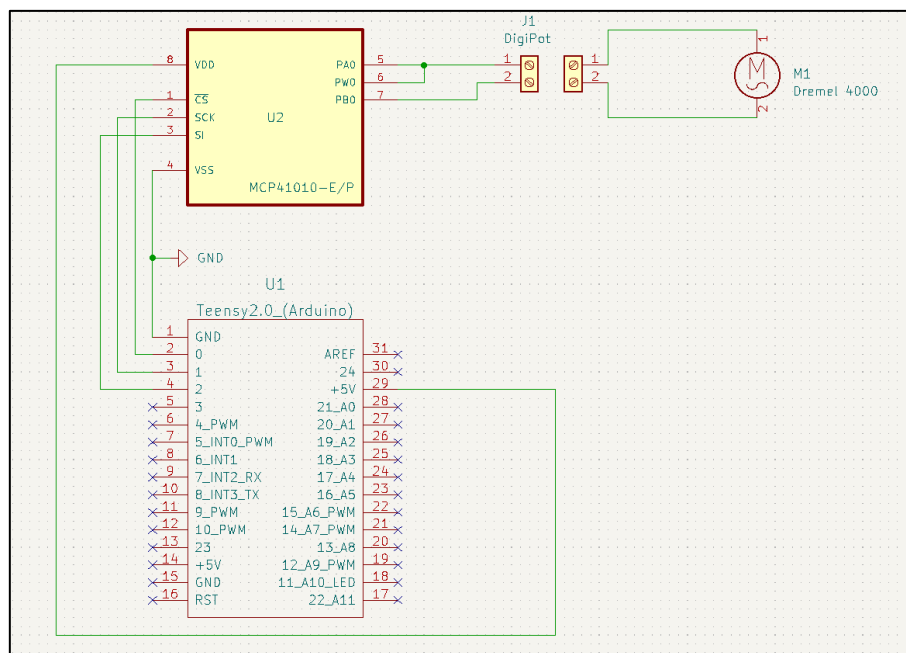 J1
DigiPot
8 VDD
1 CS
2 SCK
3 SI
4 VSS
PA0 5
PW0 6
PB0 7
U2
MCP41010-E/P
1
2
1
2
1
M
M1
Dremel 4000
2
GND
U1
Teensy2.0_(Arduino)
1 GND
2 0
3 1
4 2
5 3
6 4_PWM
7 5_INT0_PWM
8 6_INT1
9 7_INT2_RX
10 8_INT3_TX
11 9_PWM
12 10_PWM
13 23
14 +5V
15 GND
16 RST
AREF 31
24 30
+5V 29
21_A0 28
20_A1 27
19_A2 26
18_A3 25
17_A4 24
16_A5 23
15_A6_PWM 22
14_A7_PWM 21
13_A8 20
12_A9_PWM 19
11_A10_LED 18
22_A11 17